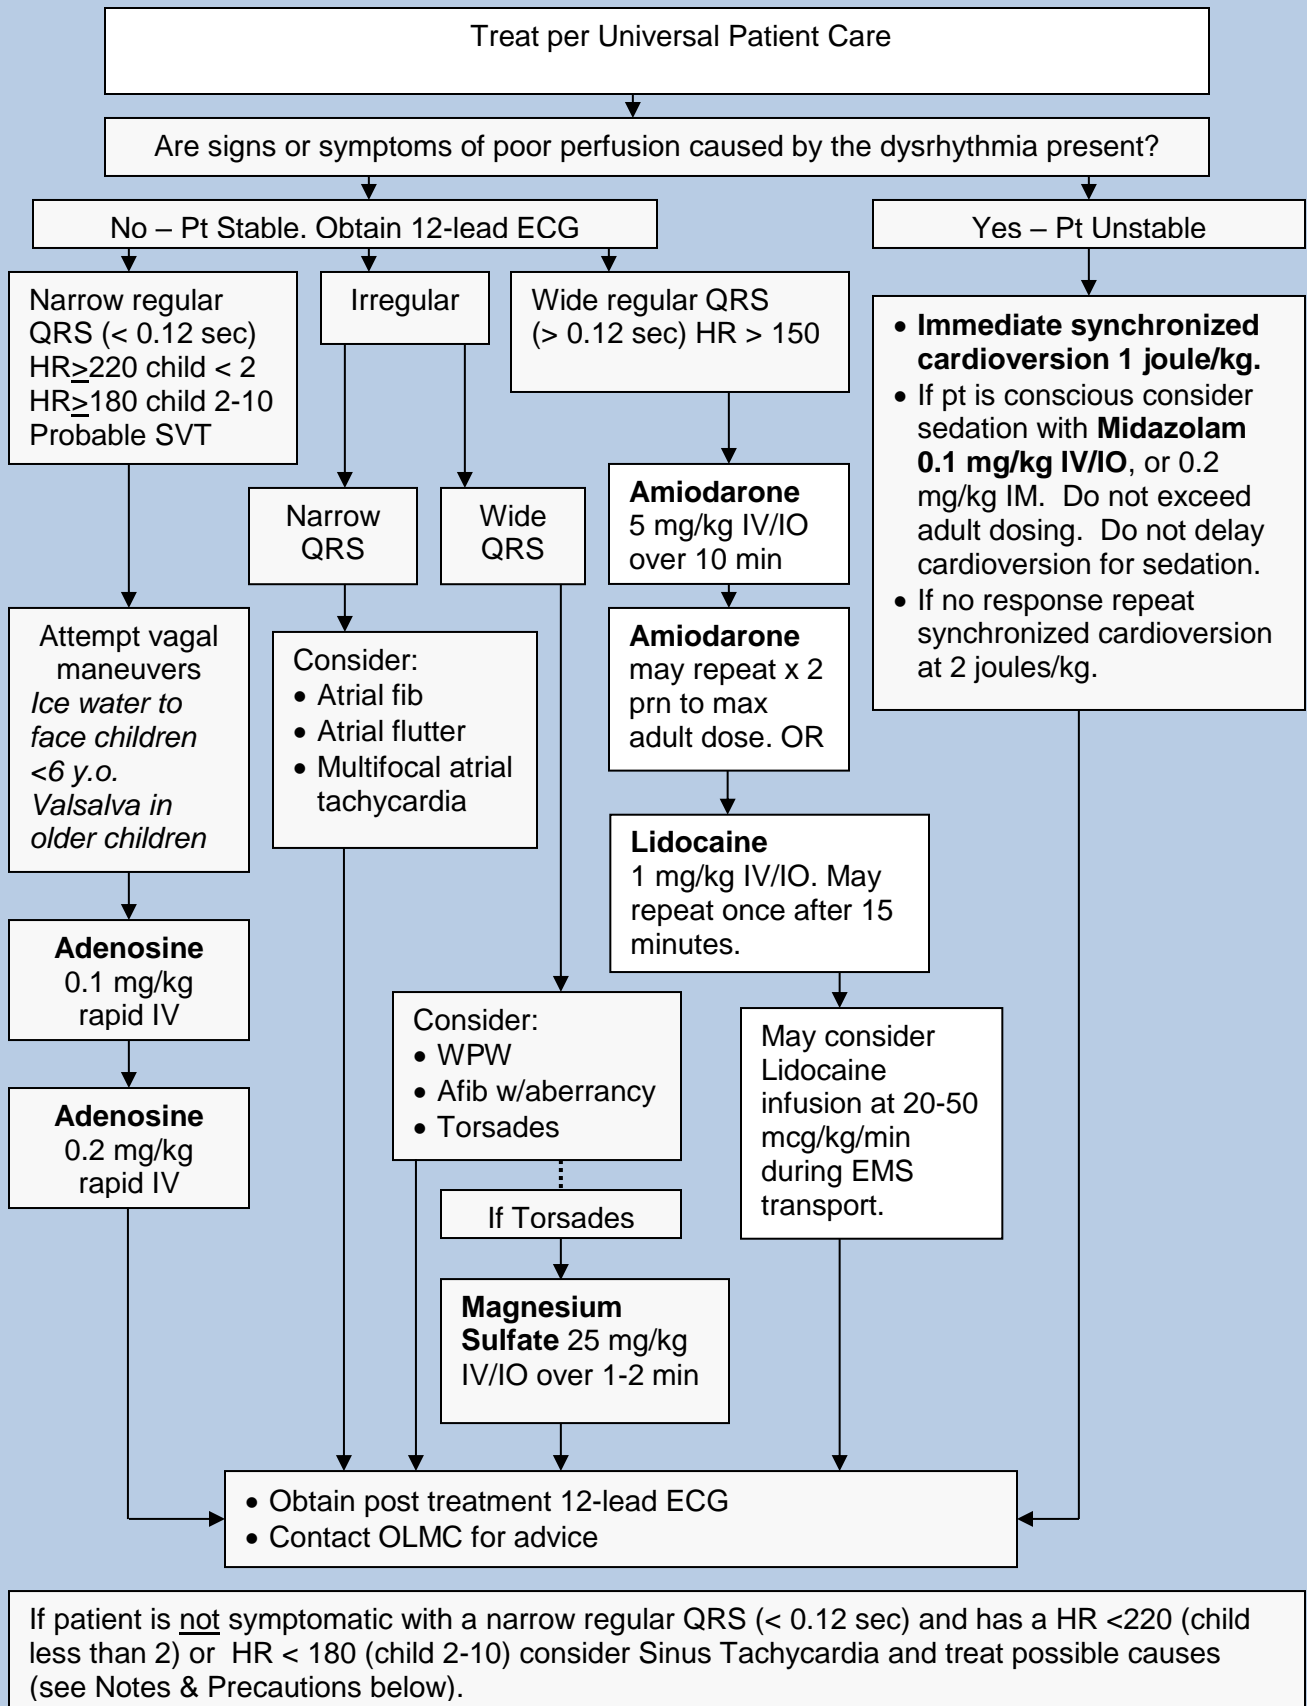 Treat per Universal Patient Care
Are signs or symptoms of poor perfusion caused by the dysrhythmia present?
No – Pt Stable. Obtain 12-lead ECG
Yes – Pt Unstable
Narrow regular
QRS (< 0.12 sec)
HR≥220 child < 2
HR≥180 child 2-10
Probable SVT
Irregular
Wide regular QRS
(> 0.12 sec) HR > 150
• Immediate synchronized
cardioversion 1 joule/kg.
• If pt is conscious consider
sedation with Midazolam
0.1 mg/kg IV/IO, or 0.2
mg/kg IM.  Do not exceed
adult dosing.  Do not delay
cardioversion for sedation.
• If no response repeat
synchronized cardioversion
at 2 joules/kg.
Narrow
QRS
Wide
QRS
Amiodarone
5 mg/kg IV/IO
over 10 min
Attempt vagal
maneuvers
Ice water to
face children
<6 y.o.
Valsalva in
older children
Consider:
• Atrial fib
• Atrial flutter
• Multifocal atrial
tachycardia
Amiodarone
may repeat x 2
prn to max
adult dose. OR
Lidocaine
1 mg/kg IV/IO. May
repeat once after 15
minutes.
Adenosine
0.1 mg/kg
rapid IV
Consider:
• WPW
• Afib w/aberrancy
• Torsades
May consider
Lidocaine
infusion at 20-50
mcg/kg/min
during EMS
transport.
Adenosine
0.2 mg/kg
rapid IV
If Torsades
Magnesium
Sulfate 25 mg/kg
IV/IO over 1-2 min
• Obtain post treatment 12-lead ECG
• Contact OLMC for advice
If patient is not symptomatic with a narrow regular QRS (< 0.12 sec) and has a HR <220 (child
less than 2) or  HR < 180 (child 2-10) consider Sinus Tachycardia and treat possible causes
(see Notes & Precautions below).